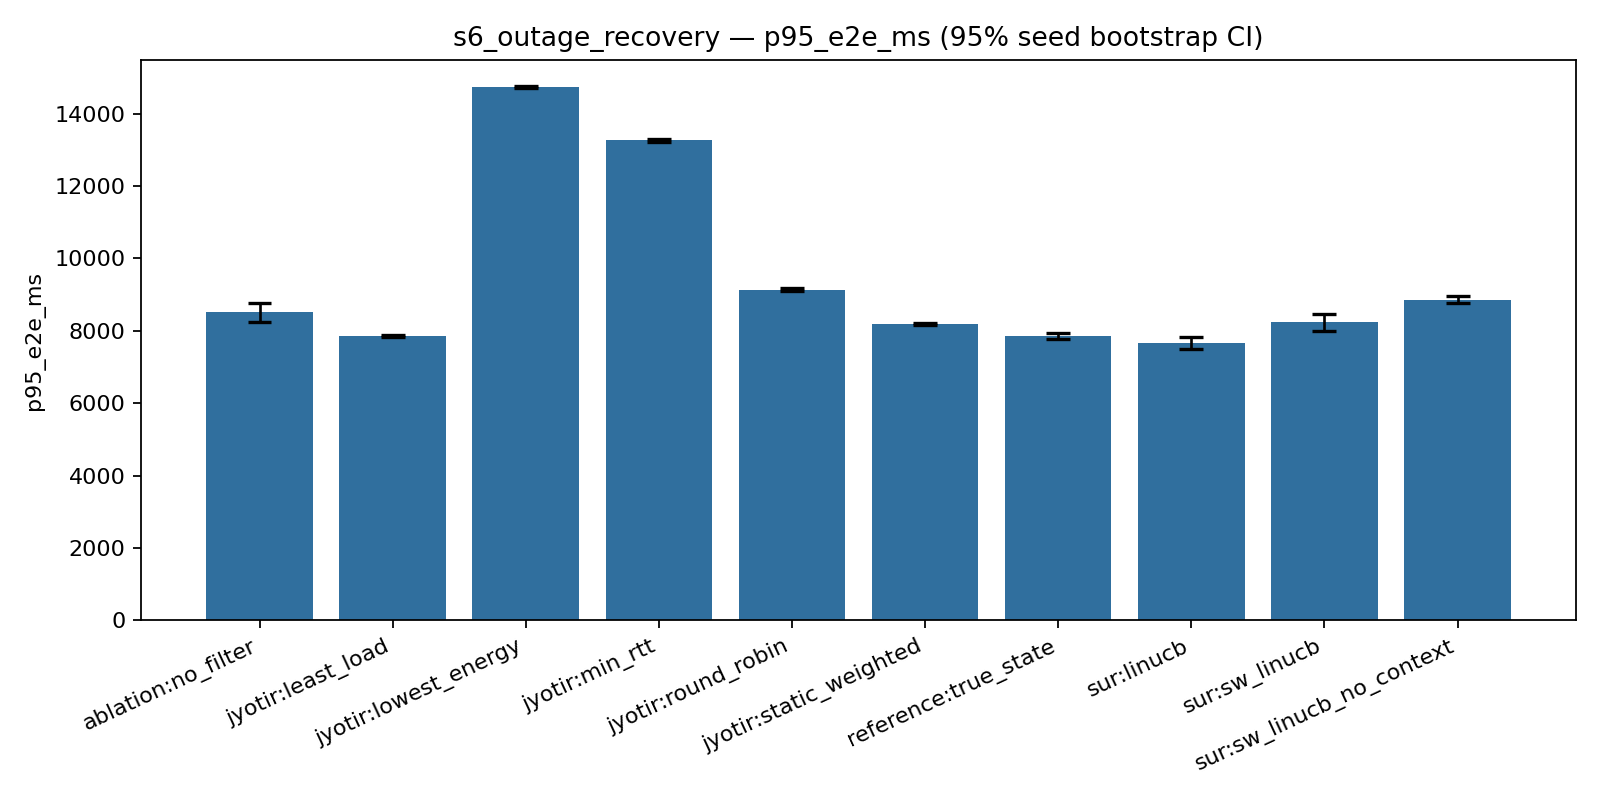 s6_outage_recovery — p95_e2e_ms (95% seed bootstrap CI)
p95_e2e_ms
14000
12000
10000
8000
6000
4000
2000
0
ablation:no_filter
jyotir:least_load
jyotir:lowest_energy
jyotir:min_rtt
jyotir:round_robin
jyotir:static_weighted
reference:true_state
sur:linucb
sur:sw_linucb
sur:sw_linucb_no_context